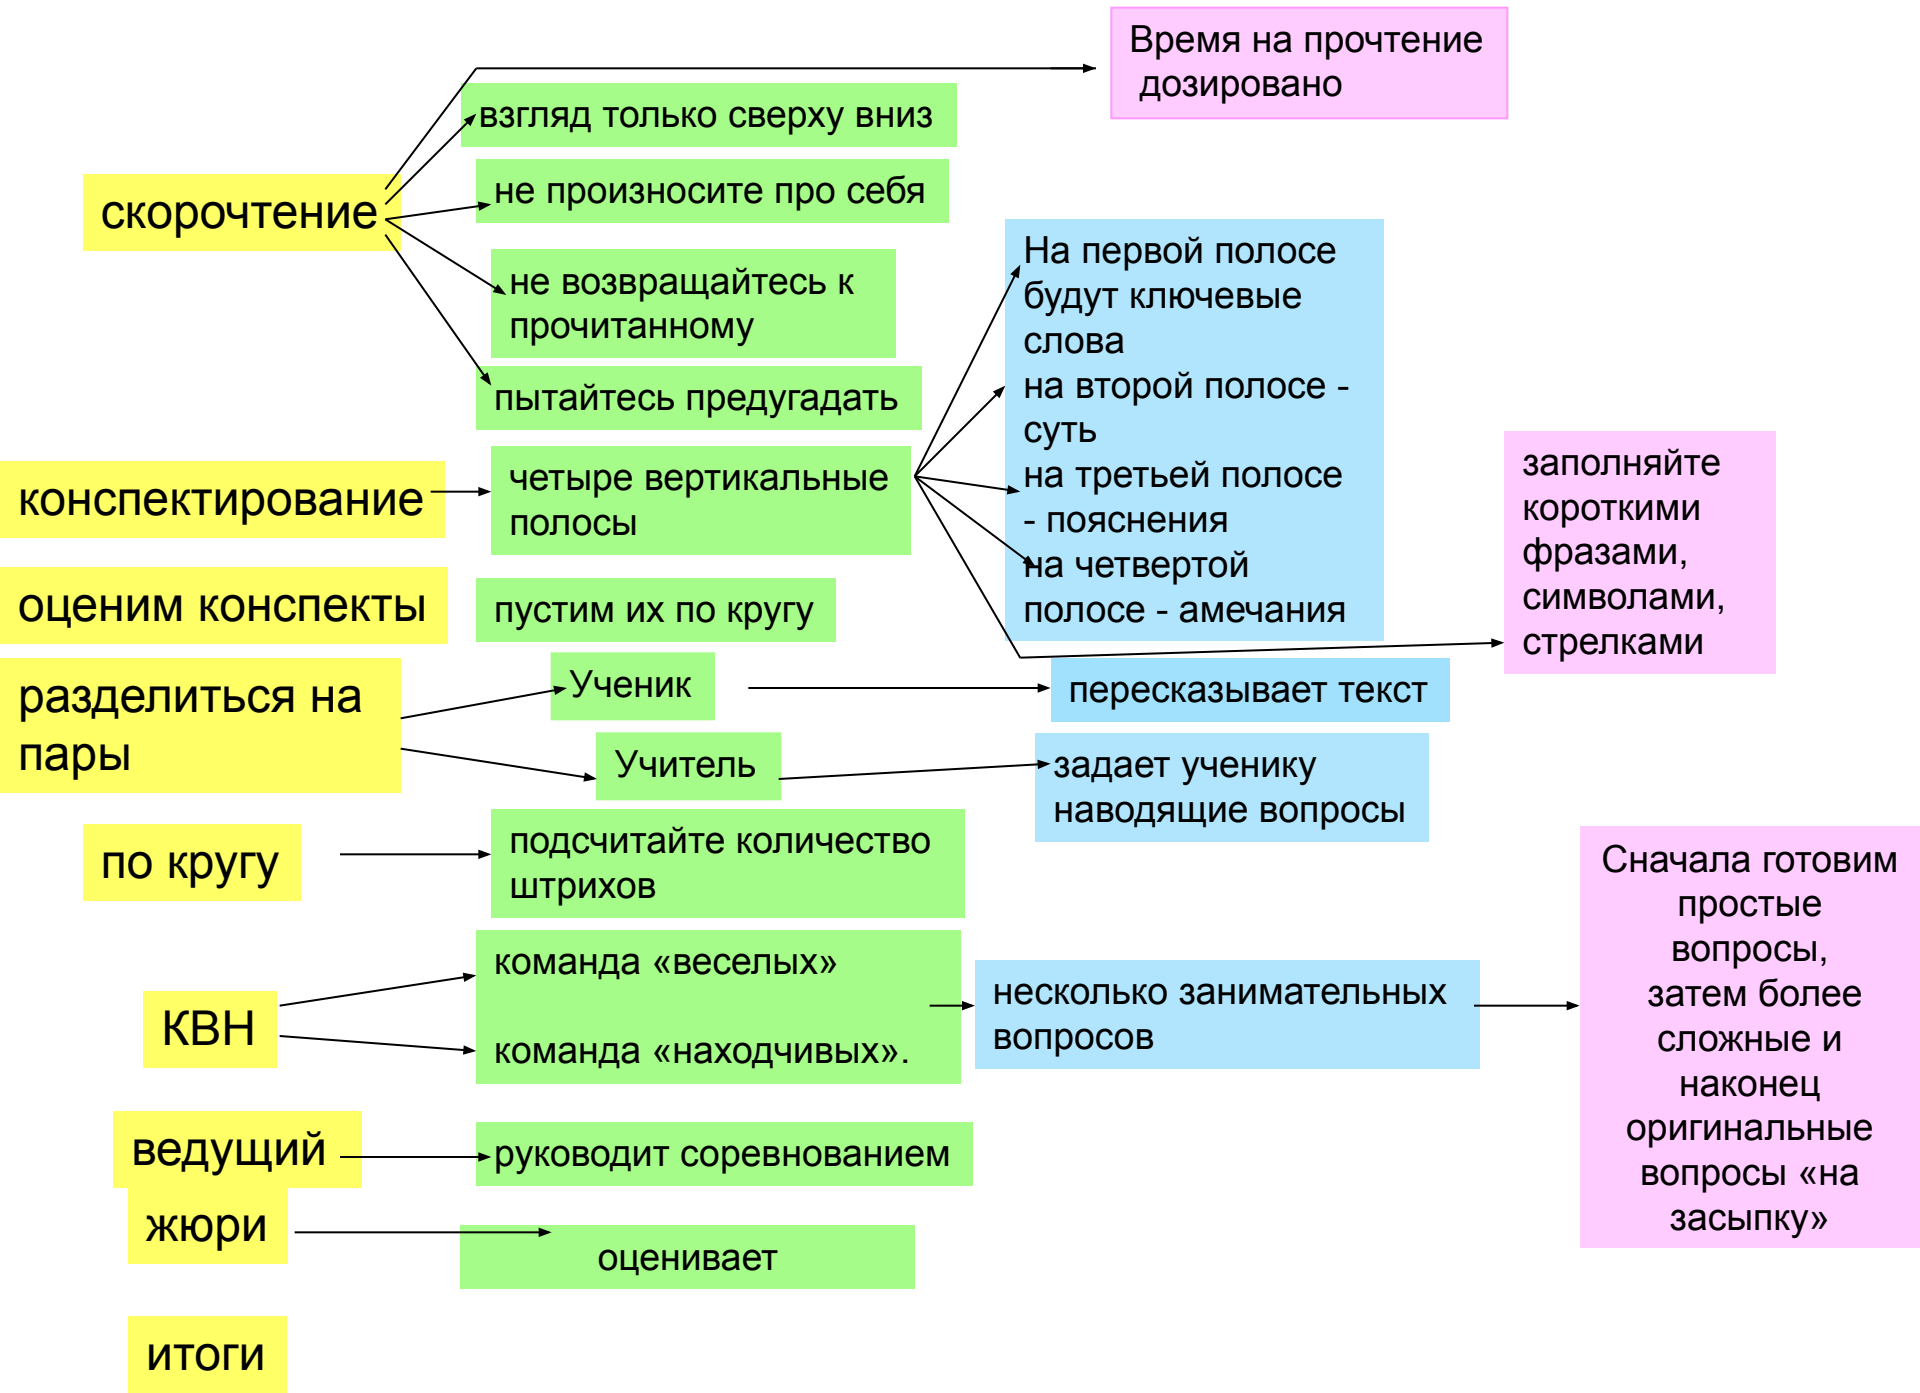 Время на прочтение
дозировано
взгляд только сверху вниз
скорочтение
не произносите про себя
не возвращайтесь к
прочитанному
пытайтесь предугадать
На первой полосе
будут ключевые
слова
на второй полосе -
суть
на третьей полосе
- пояснения
на четвертой
полосе - амечания
конспектирование
четыре вертикальные
полосы
заполняйте
короткими
фразами,
символами,
стрелками
оценим конспекты
пустим их по кругу
разделиться на
пары
Ученик
пересказывает текст
Учитель
задает ученику
наводящие вопросы
по кругу
подсчитайте количество
штрихов
КВН
команда «веселых»
команда «находчивых».
несколько занимательных
вопросов
Сначала готовим
простые
вопросы,
затем более
сложные и
наконец
оригинальные
вопросы «на
засыпку»
ведущий
руководит соревнованием
жюри
оценивает
итоги